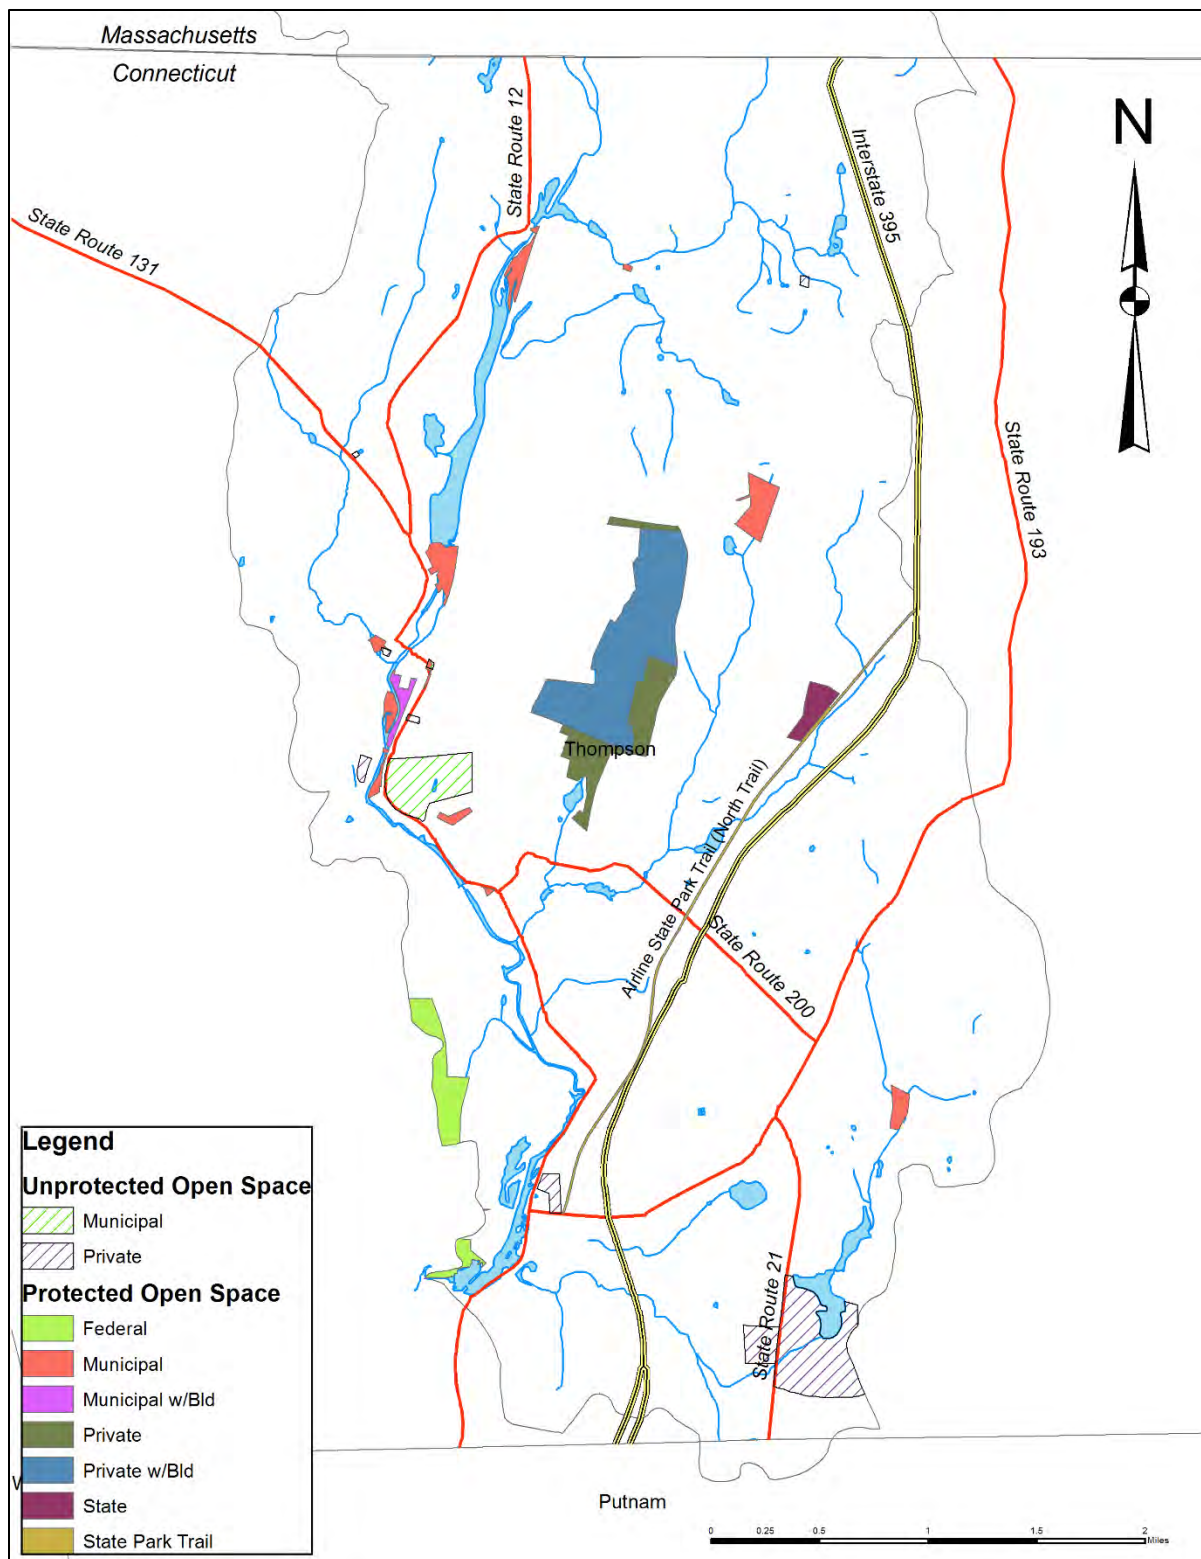 Massachusetts
Connecticut
N
State Route 12
Interstate 395
State Route 131
State Route 193
Thompson
Airline State Park Trail (North Trail)
State Route 200
State Route 21
Legend
Unprotected Open Space
Municipal
Private
Protected Open Space
Federal
Municipal
Municipal w/Bld
Private
Private w/Bld
State
State Park Trail
Putnam
0 0.25 0.5 1 1.5 2
Miles